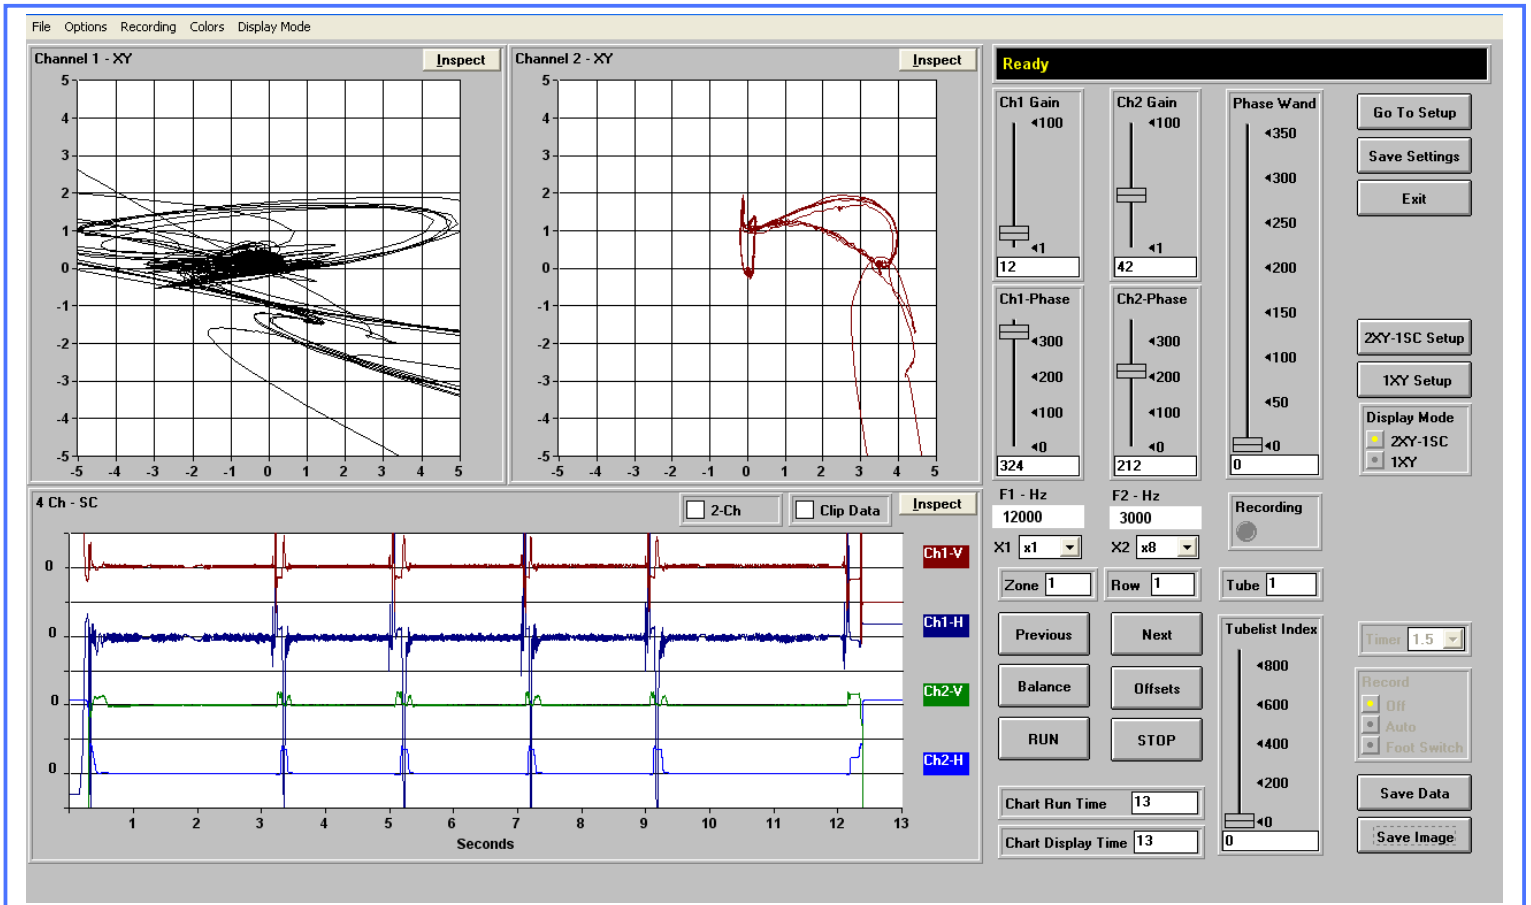 File Options Recording Colors Display Mode
Channel 1 - XY
Inspect
5
4
3
2
1
0
-1
-2
-3
-4
-5
-5 -4 -3 -2 -1 0 1 2 3 4 5
Channel 2 - XY
Inspect
5
4
3
2
1
0
-1
-2
-3
-4
-5
-5 -4 -3 -2 -1 0 1 2 3 4 5
Ready
Ch1 Gain
100
1
12
Ch2 Gain
100
1
42
Phase Wand
350
300
250
200
150
100
50
0
0
Go To Setup
Save Settings
Exit
Ch1-Phase
300
200
100
0
324
Ch2-Phase
300
200
100
0
212
2XY-1SC Setup
1XY Setup
Display Mode
2XY-1SC
1XY
4 Ch - SC
2-Ch
Clip Data
Inspect
0
0
0
0
Ch1-V
Ch1-H
Ch2-V
Ch2-H
1 2 3 4 5 6 7 8 9 10 11 12 13
Seconds
F1 - Hz
12000
F2 - Hz
3000
Recording
X1 x1
X2 x8
Zone 1
Row 1
Tube 1
Previous
Next
Balance
Offsets
RUN
STOP
Tubelist Index
800
600
400
200
0
0
Timer 1.5
Record
Off
Auto
Foot Switch
Chart Run Time 13
Chart Display Time 13
Save Data
Save Image